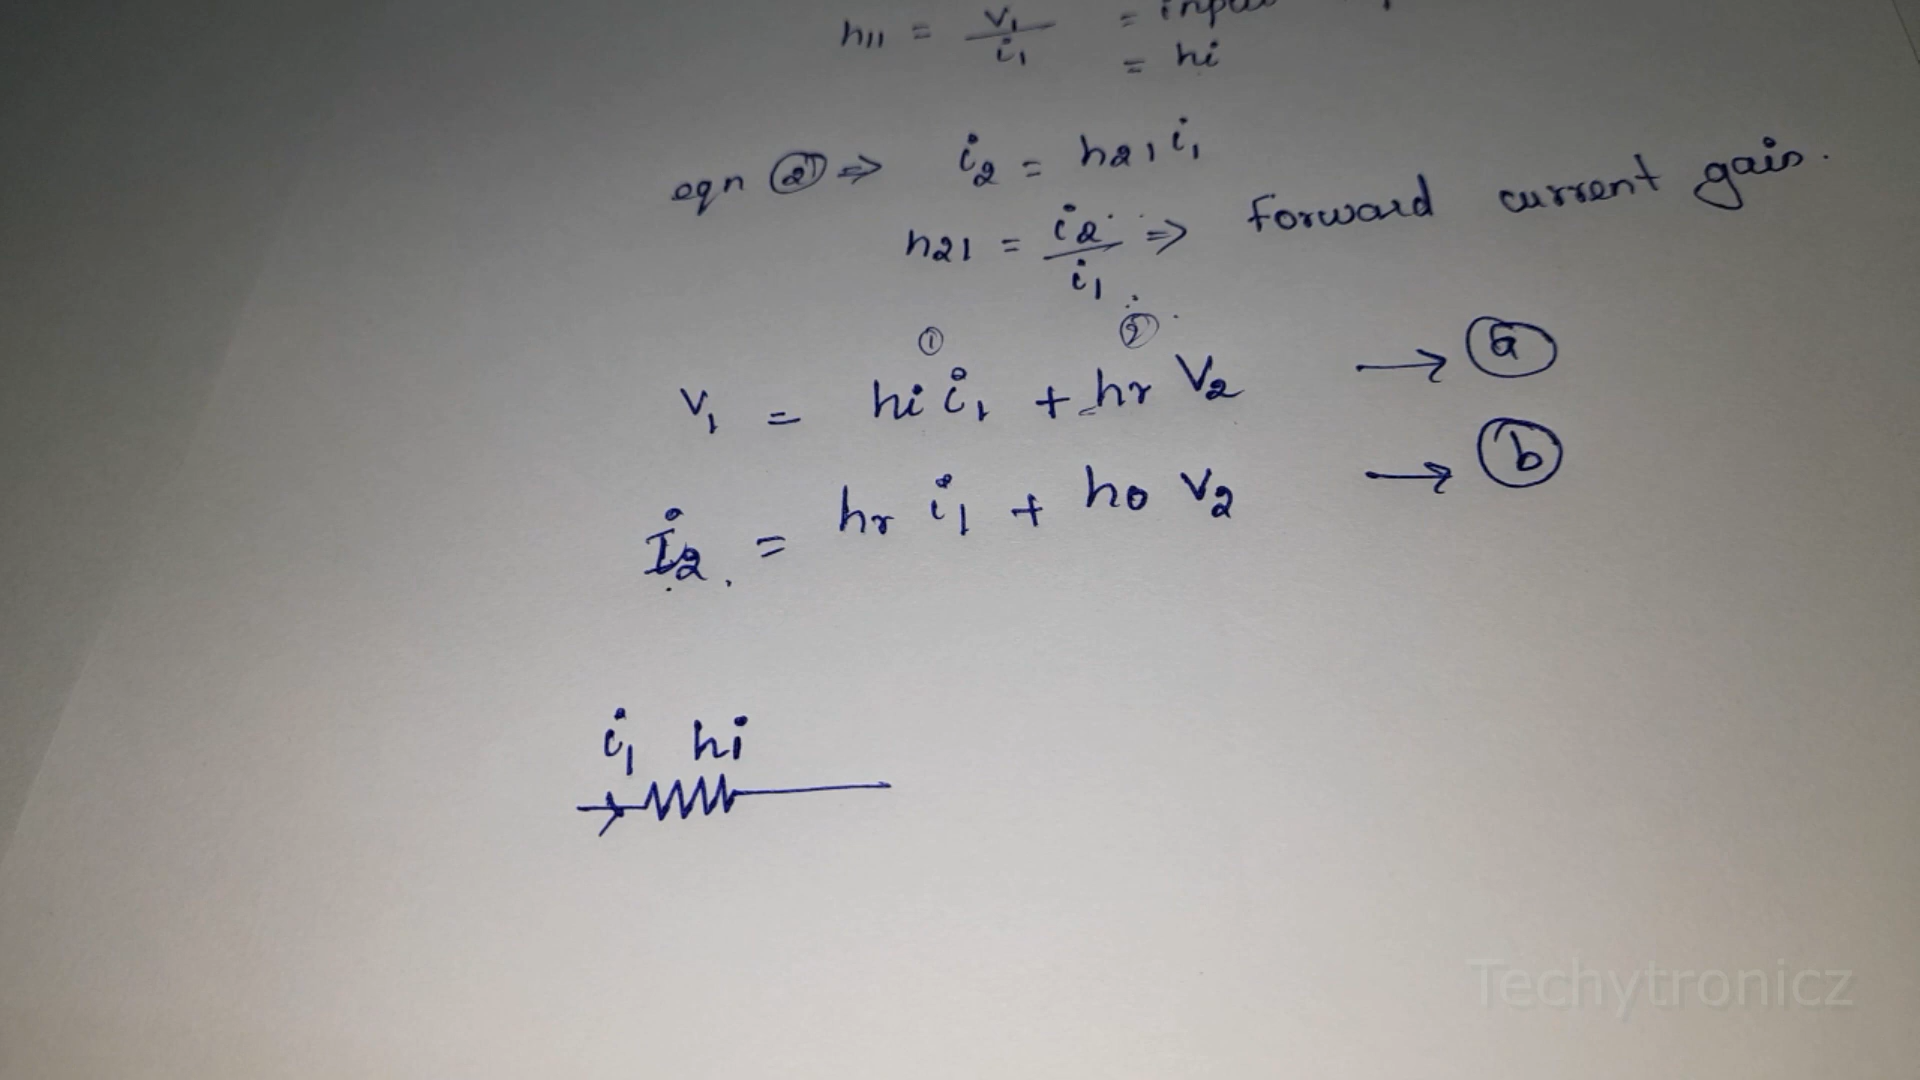 h11 = v1/i1 = input
= hi
eqn ② ⇒ i2 = h21 i1
h21 = i2/i1 ⇒ Forward current gain.
① ②
V1 = hi i1 + hr V2 → ⓐ
I2 = hr i1 + ho V2 → ⓑ
i1 hi
Techytronicz